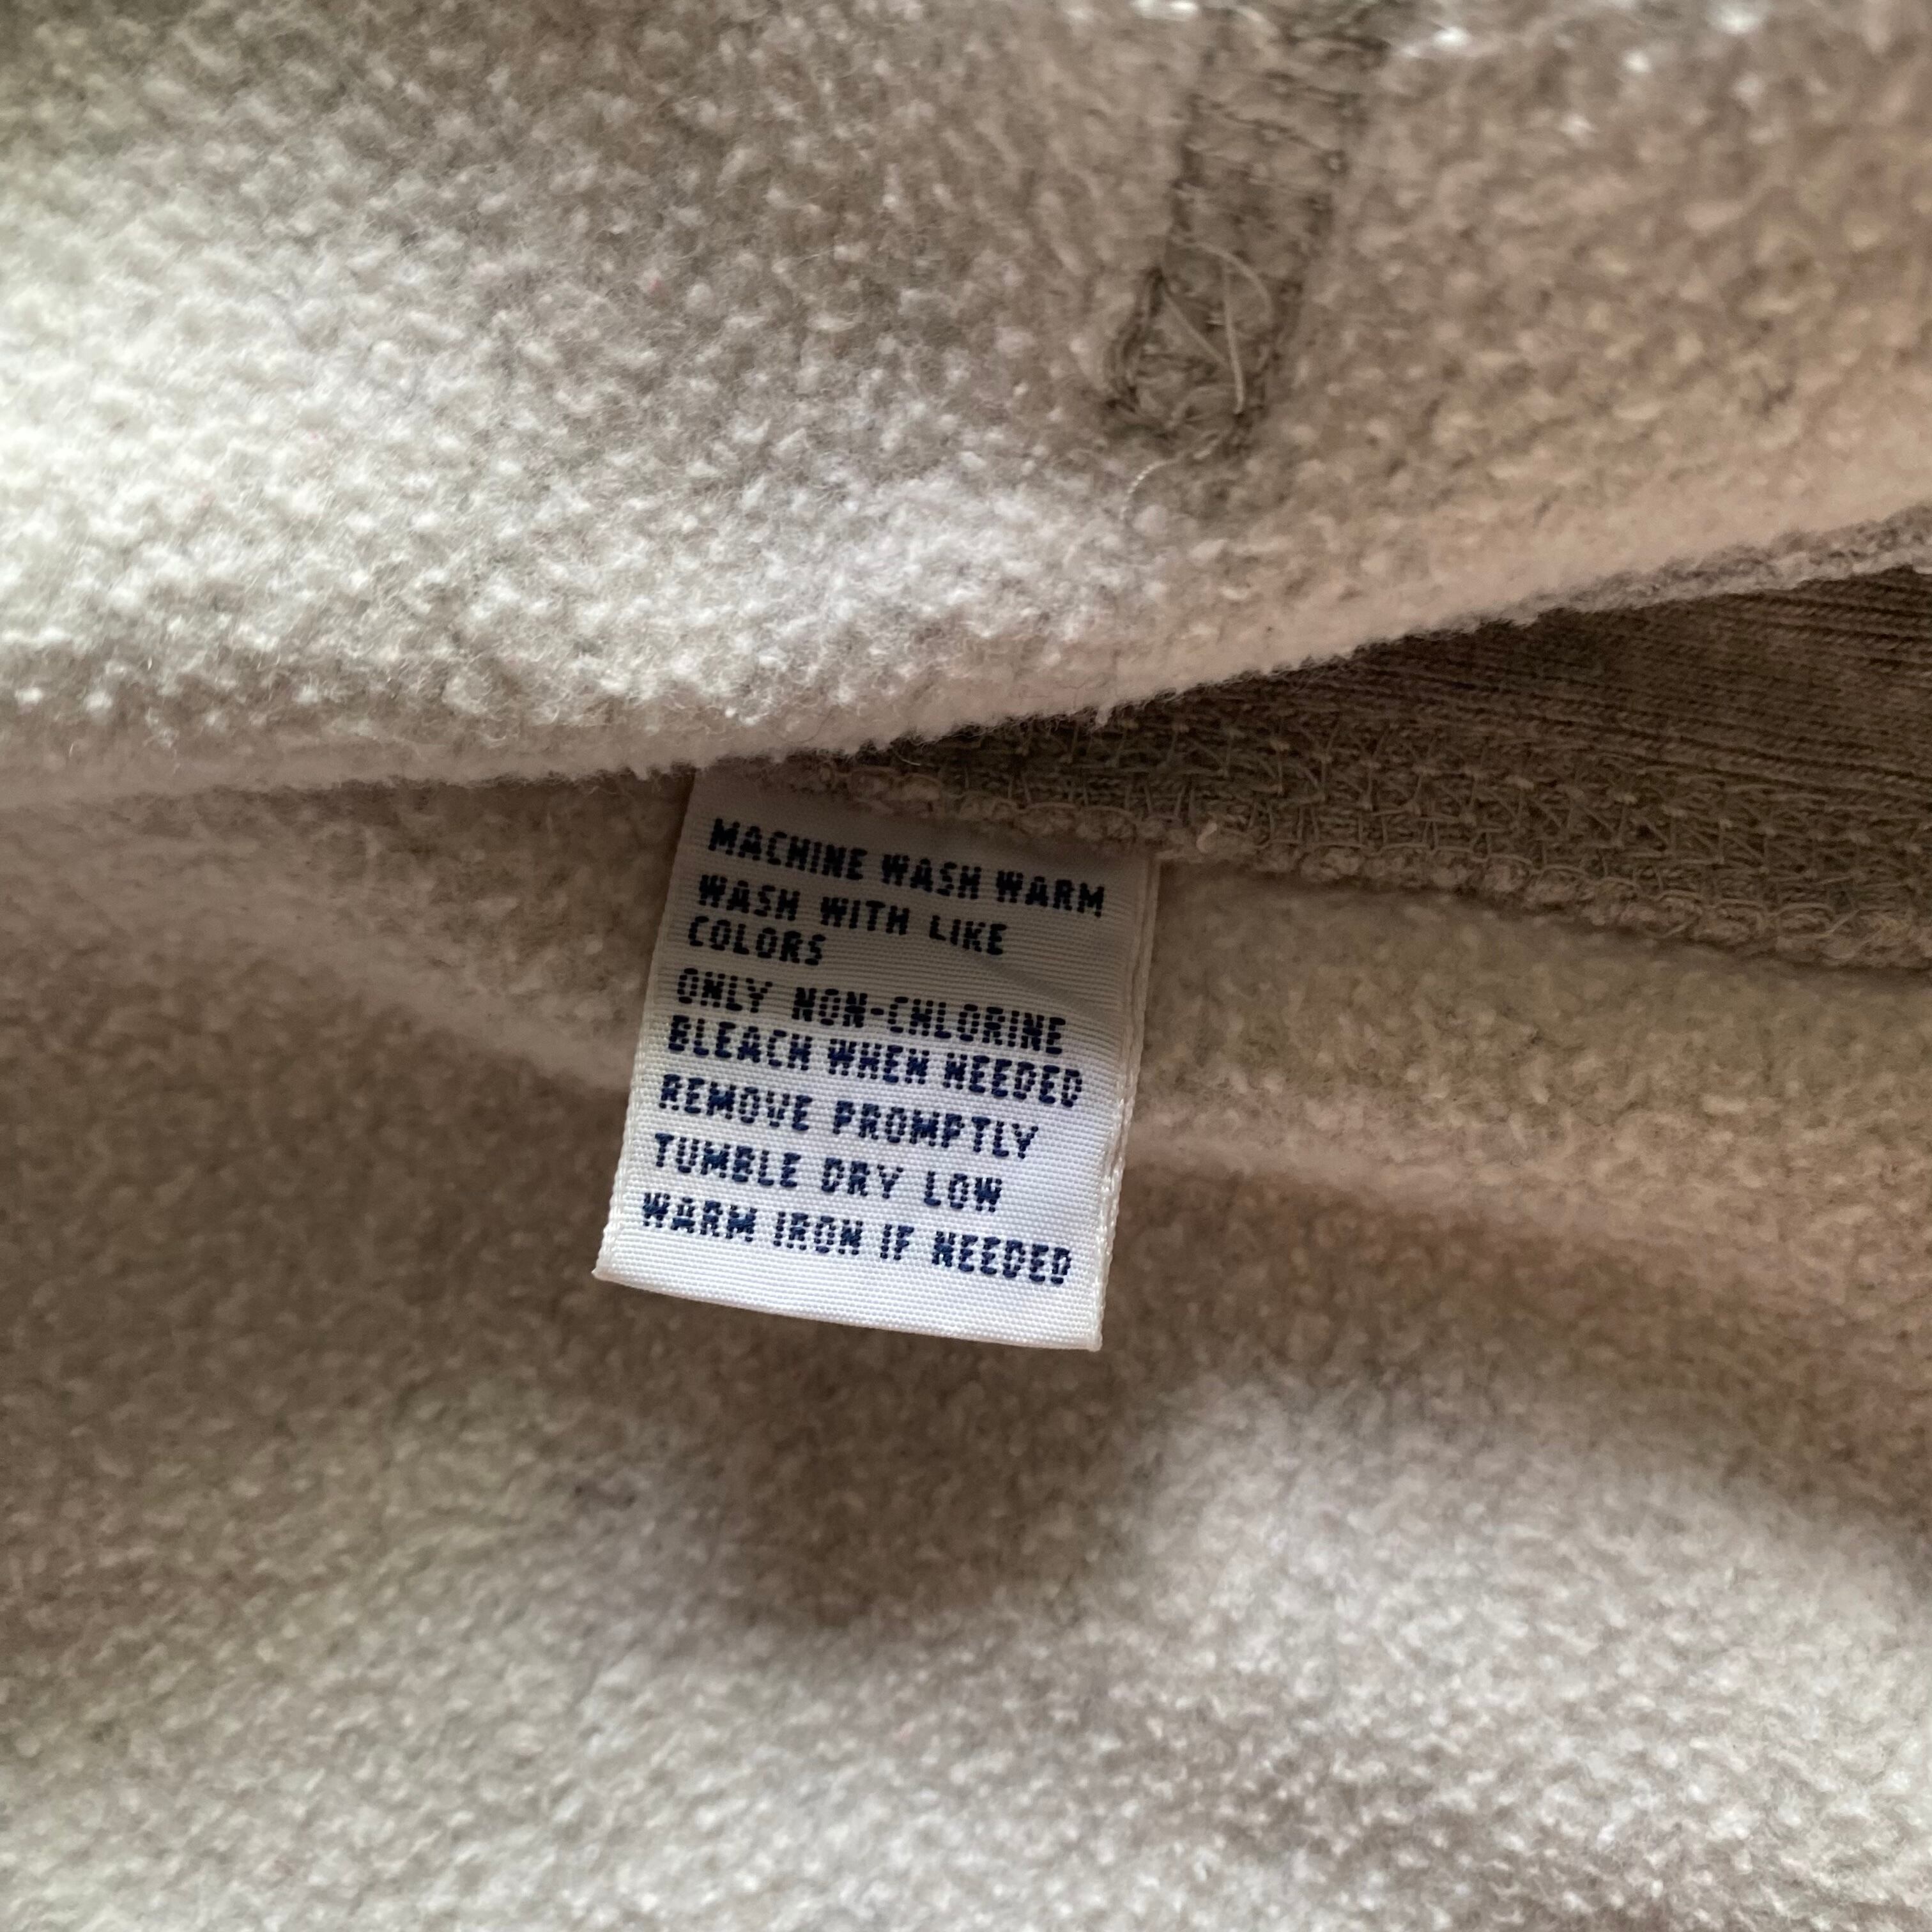 MACHINE WASH WARM
WASH WITH LIKE
COLORS
ONLY NON-CHLORINE
BLEACH WHEN NEEDED
REMOVE PROMPTLY
TUMBLE DRY LOW
WARM IRON IF NEEDED